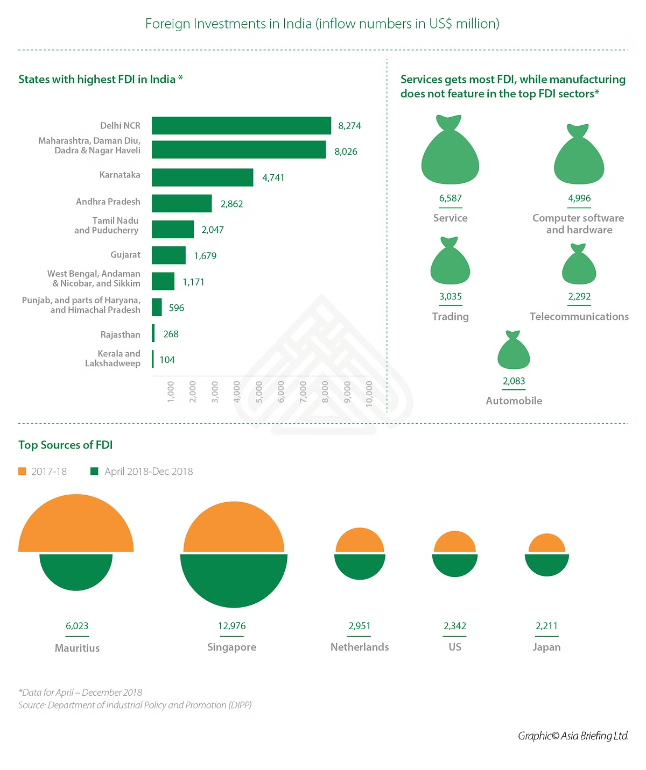 Foreign Investments in India (inflow numbers in US$ million)
States with highest FDI in India *
Delhi NCR
8,274
Maharashtra, Daman Diu,
Dadra & Nagar Haveli
8,026
Karnataka
4,741
Andhra Pradesh
2,862
Tamil Nadu
and Puducherry
2,047
Gujarat
1,679
West Bengal, Andaman
& Nicobar, and Sikkim
1,171
Punjab, and parts of Haryana,
and Himachal Pradesh
596
Rajasthan
268
Kerala and
Lakshadweep
104
1,000
2,000
3,000
4,000
5,000
6,000
7,000
8,000
9,000
10,000
Services gets most FDI, while manufacturing
does not feature in the top FDI sectors*
6,587
Service
4,996
Computer software
and hardware
3,035
Trading
2,292
Telecommunications
2,083
Automobile
Top Sources of FDI
2017-18
April 2018-Dec 2018
6,023
Mauritius
12,976
Singapore
2,951
Netherlands
2,342
US
2,211
Japan
*Data for April – December 2018
Source: Department of Industrial Policy and Promotion (DIPP)
Graphic© Asia Briefing Ltd.